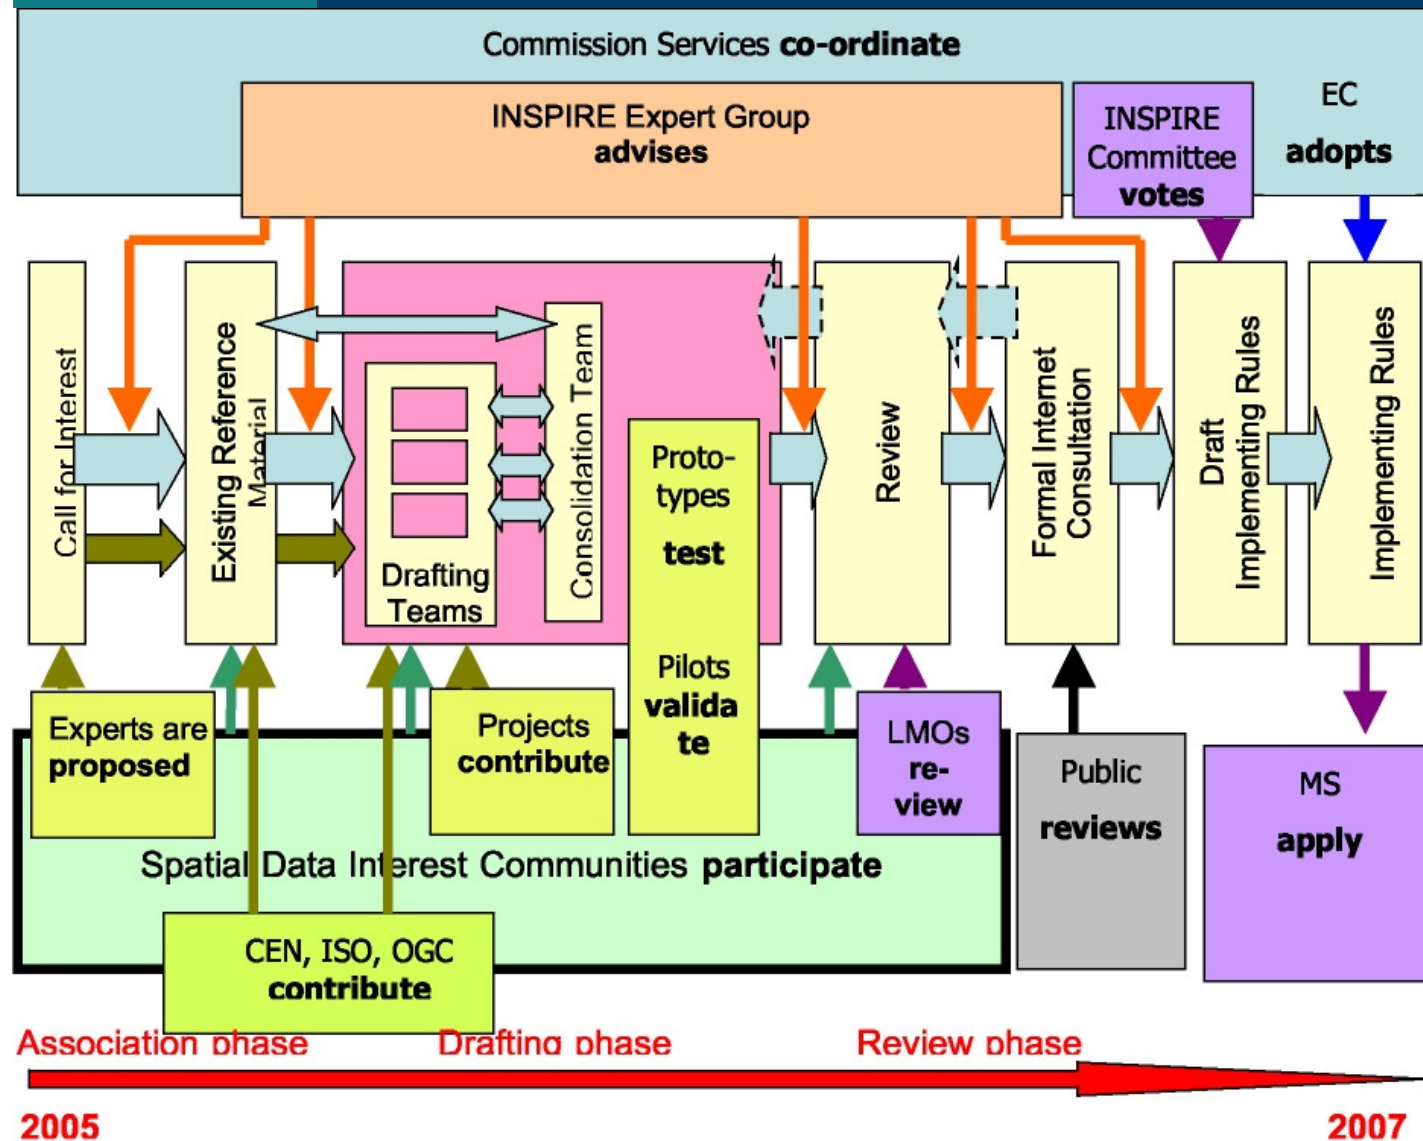 Commission Services co-ordinate
INSPIRE Expert Group
advises
INSPIRE
Committee
votes
EC
adopts
Call for Interest
Existing Reference
Material
Drafting
Teams
Consolidation Team
Proto-
types
test
Pilots
valida
te
Review
Formal Internet
Consultation
Draft
Implementing Rules
Implementing Rules
Experts are
proposed
Projects
contribute
LMOs
re-
view
Public
reviews
MS
apply
Spatial Data Interest Communities participate
CEN, ISO, OGC
contribute
Association phase
Drafting phase
Review phase
2005
2007